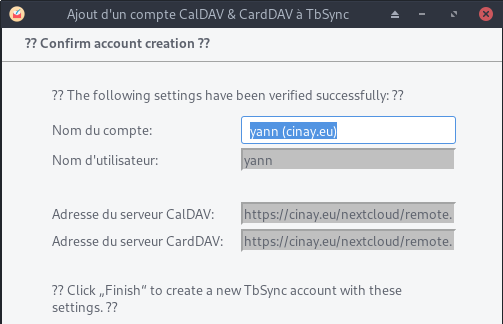 Ajout d'un compte CalDAV & CardDAV à TbSync
?? Confirm account creation ??
?? The following settings have been verified successfully: ??
Nom du compte: yann (cinay.eu)
Nom d'utilisateur: yann
Adresse du serveur CalDAV: https://cinay.eu/nextcloud/remote.
Adresse du serveur CardDAV: https://cinay.eu/nextcloud/remote.
?? Click „Finish“ to create a new TbSync account with these
settings. ??